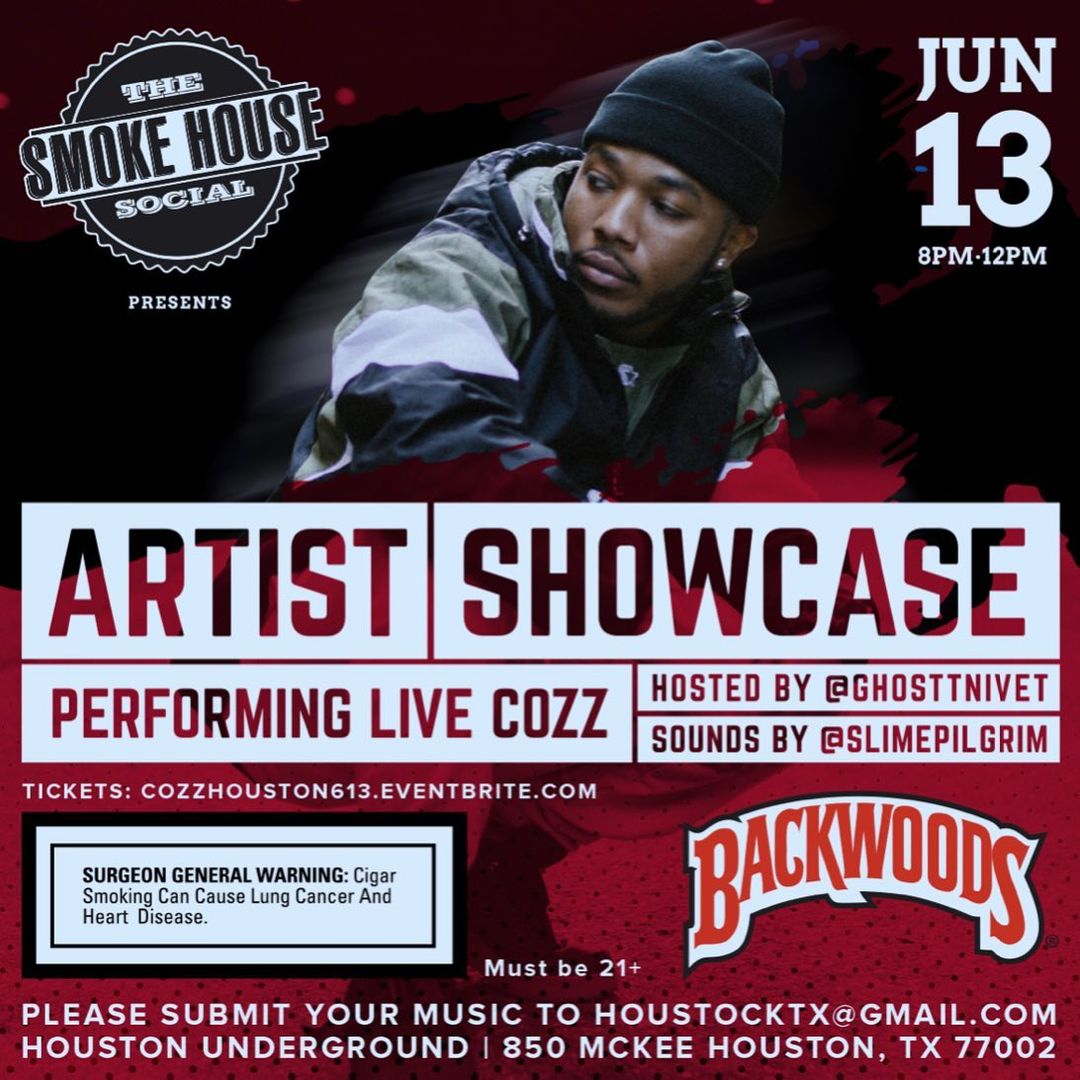 THE
SMOKE HOUSE
SOCIAL
PRESENTS
JUN
13
8PM·12PM
ARTIST SHOWCASE
PERFORMING LIVE COZZ
HOSTED BY @GHOSTTNIVET
SOUNDS BY @SLIMEPILGRIM
TICKETS: COZZHOUSTON613.EVENTBRITE.COM
SURGEON GENERAL WARNING: Cigar
Smoking Can Cause Lung Cancer And
Heart Disease.
BACKWOODS®
Must be 21+
PLEASE SUBMIT YOUR MUSIC TO HOUSTOCKTX@GMAIL.COM
HOUSTON UNDERGROUND | 850 MCKEE HOUSTON, TX 77002